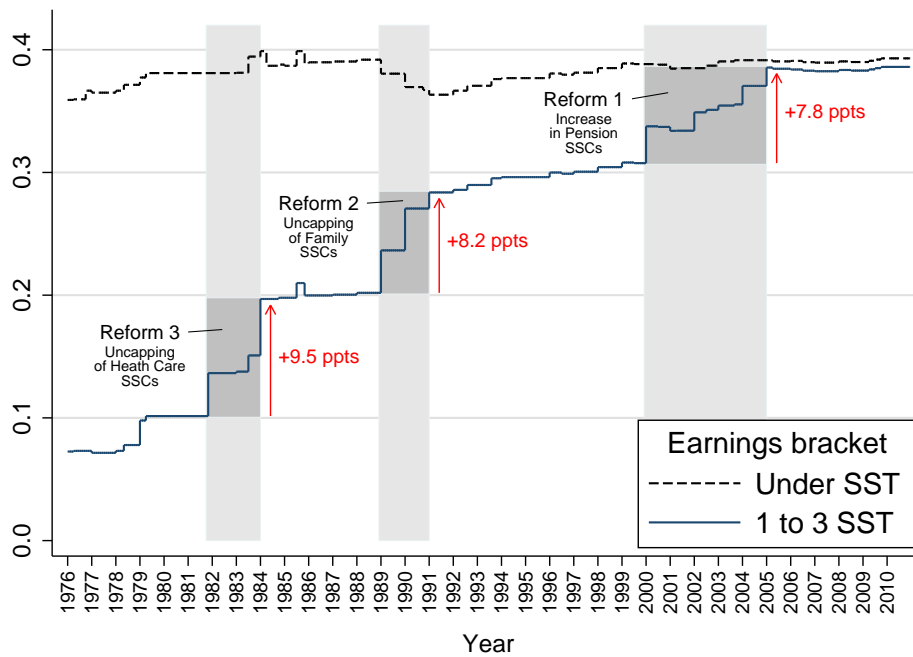 0.4
0.3
0.2
0.1
0.0
Reform 1
Increase
in Pension
SSCs
+7.8 ppts
Reform 2
Uncapping
of Family
SSCs
+8.2 ppts
Reform 3
Uncapping
of Heath Care
SSCs
+9.5 ppts
Earnings bracket
Under SST
1 to 3 SST
1976
1977
1978
1979
1980
1981
1982
1983
1984
1985
1986
1987
1988
1989
1990
1991
1992
1993
1994
1995
1996
1997
1998
1999
2000
2001
2002
2003
2004
2005
2006
2007
2008
2009
2010
Year